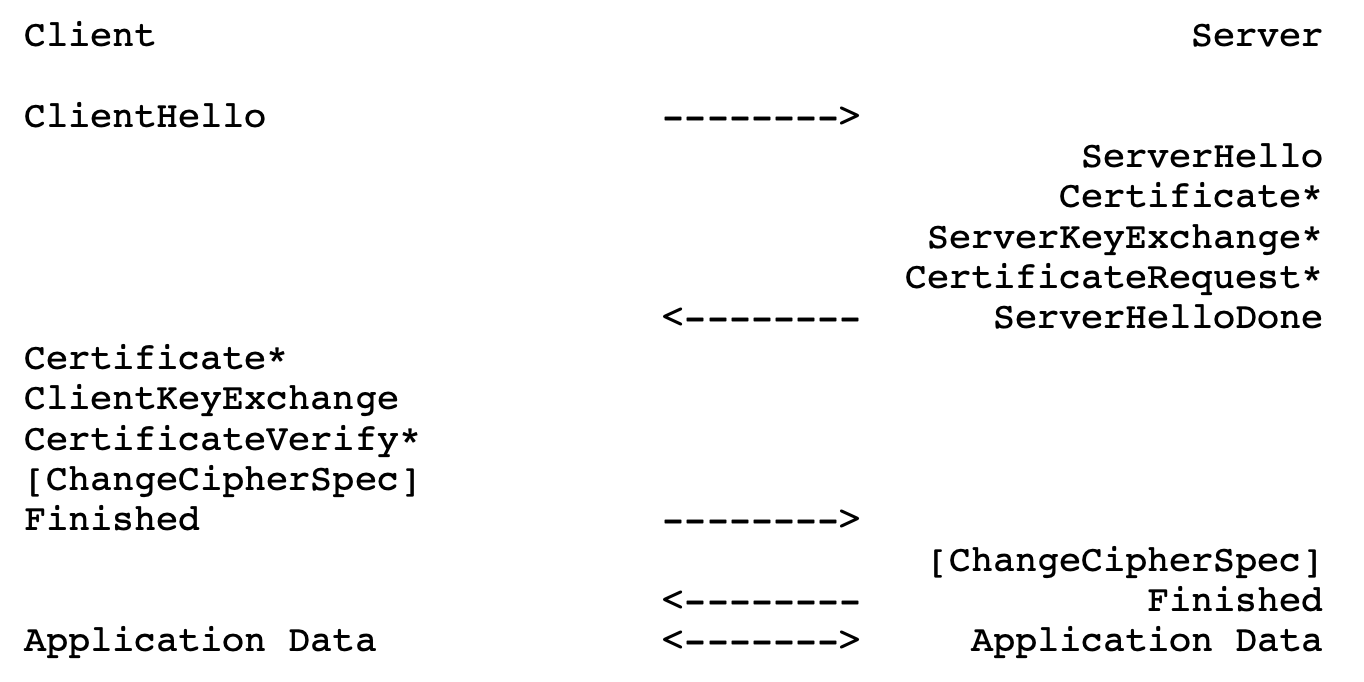 Client Server
ClientHello -------->
ServerHello
Certificate*
ServerKeyExchange*
CertificateRequest*
<-------- ServerHelloDone
Certificate*
ClientKeyExchange
CertificateVerify*
[ChangeCipherSpec]
Finished -------->
[ChangeCipherSpec]
<-------- Finished
Application Data <-------> Application Data